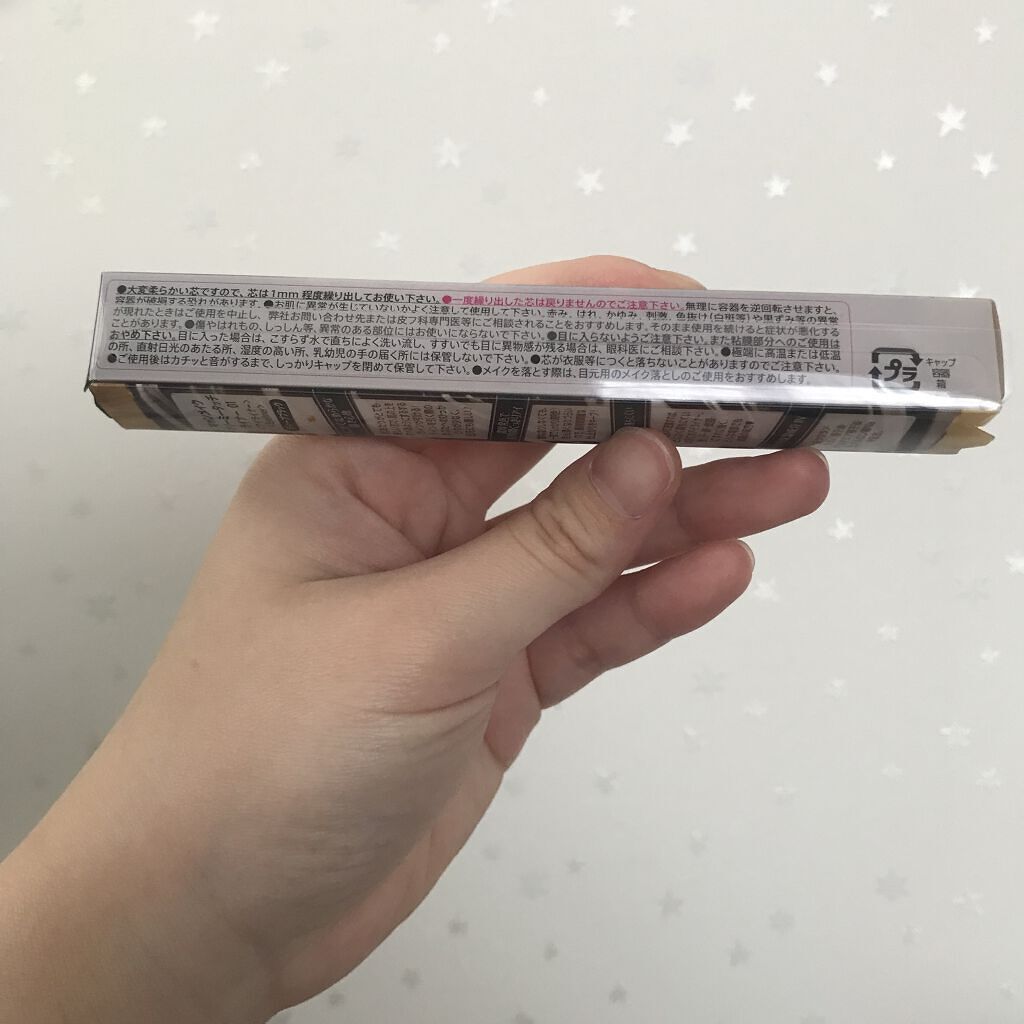 ●大変柔らかい芯ですので、芯は1mm程度繰り出してお使い下さい。●一度繰り出した芯は戻りませんのでご注意下さい。無理に容器を逆回転させますと、
容器が破損する恐れがあります。●お肌に異常が生じていないかよく注意して使用して下さい。赤み、はれ、かゆみ、刺激、色抜け(白斑等)や黒ずみ等の異常
が現れたときはご使用を中止し、弊社お問い合わせ先または皮フ科専門医等にご相談されることをおすすめします。そのまま使用を続けると症状が悪化する
ことがあります。●傷やはれもの、しっしん等、異常のある部位にはお使いにならないで下さい。●目に入らないようご注意下さい。また粘膜部分へのご使用は
おやめ下さい。目に入った場合は、こすらず水で直ちによく洗い流し、すすいでも目に異物感が残る場合は、眼科医にご相談下さい。●極端に高温または低温
の所、直射日光のあたる所、湿度の高い所、乳幼児の手の届く所には保管しないで下さい。●芯が衣服等につくと落ちないことがありますのでご注意下さい。
●ご使用後はカチッと音がするまで、しっかりキャップを閉めて保管して下さい。●メイクを落とす際は、目元用のメイク落としのご使用をおすすめします。
プラ
キャップ
容器
箱